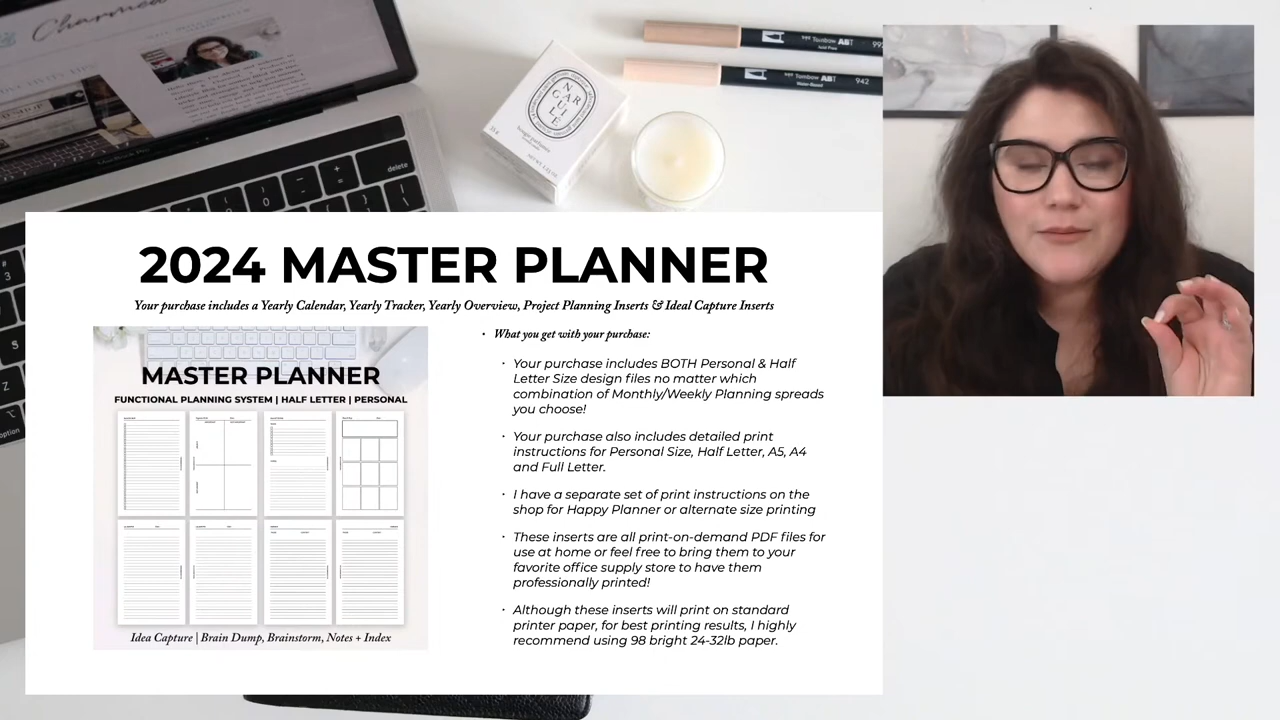 Charmed
delete
option
NARGUILE
Tombow ABT
992
Tombow ABT
942
2024 MASTER PLANNER
Your purchase includes a Yearly Calendar, Yearly Tracker, Yearly Overview, Project Planning Inserts & Ideal Capture Inserts
MASTER PLANNER
FUNCTIONAL PLANNING SYSTEM | HALF LETTER | PERSONAL
Idea Capture | Brain Dump, Brainstorm, Notes + Index
• What you get with your purchase:
• Your purchase includes BOTH Personal & Half
Letter Size design files no matter which
combination of Monthly/Weekly Planning spreads
you choose!
• Your purchase also includes detailed print
instructions for Personal Size, Half Letter, A5, A4
and Full Letter.
• I have a separate set of print instructions on the
shop for Happy Planner or alternate size printing
• These inserts are all print-on-demand PDF files for
use at home or feel free to bring them to your
favorite office supply store to have them
professionally printed!
• Although these inserts will print on standard
printer paper, for best printing results, I highly
recommend using 98 bright 24-32lb paper.